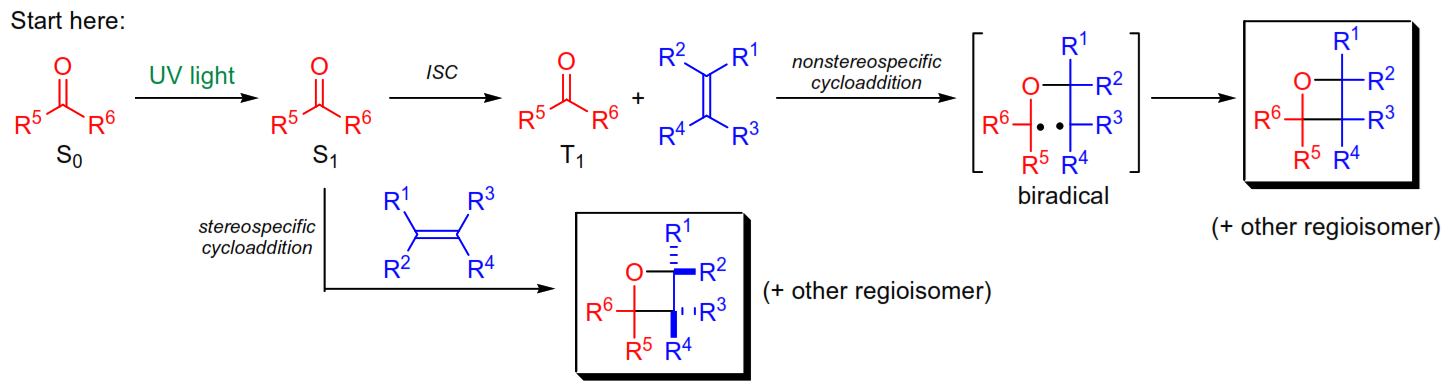 Start here:
O
R⁵ R⁶
S₀
UV light
O
R⁵ R⁶
S₁
ISC
O
R⁵ R⁶
T₁
+
R² R¹
R⁴ R³
nonstereospecific
cycloaddition
R¹
O R²
R⁶ • • R³
R⁵ R⁴
biradical
R¹
O R²
R⁶ R³
R⁵ R⁴
(+ other regioisomer)
stereospecific
cycloaddition
R¹ R³
R² R⁴
R¹
O R²
R⁶ R³
R⁵ R⁴
(+ other regioisomer)